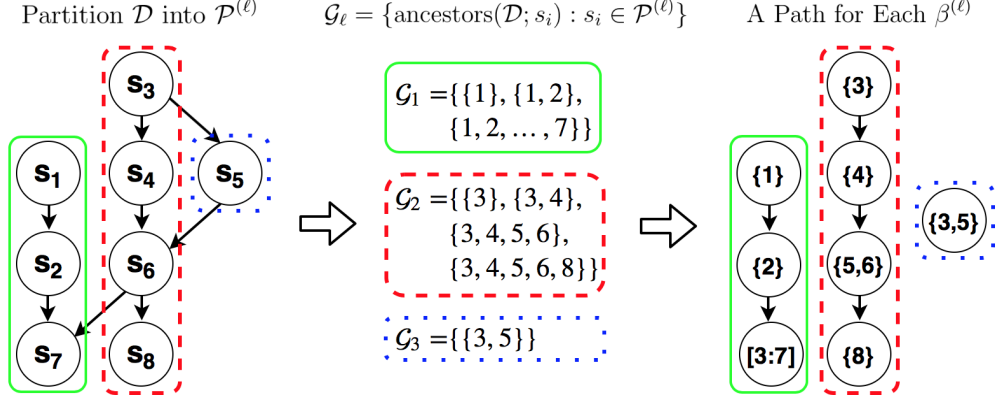 Partition 𝒟 into 𝒫^(ℓ)
s₃
s₁
s₄
s₅
s₂
s₆
s₇
s₈
𝒢_ℓ = {ancestors(𝒟; s_i) : s_i ∈ 𝒫^(ℓ)}
𝒢₁ ={{1}, {1, 2},
{1, 2, ..., 7}}
𝒢₂ ={{3}, {3, 4},
{3, 4, 5, 6},
{3, 4, 5, 6, 8}}
𝒢₃ ={{3, 5}}
A Path for Each β^(ℓ)
{3}
{1}
{4}
{3,5}
{2}
{5,6}
[3:7]
{8}